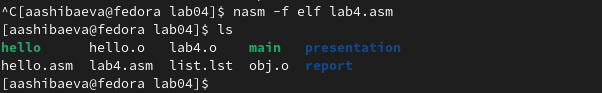 ^C[aashibaeva@fedora lab04]$ nasm -f elf lab4.asm
[aashibaeva@fedora lab04]$ ls
hello hello.o lab4.o main presentation
hello.asm lab4.asm list.lst obj.o report
[aashibaeva@fedora lab04]$